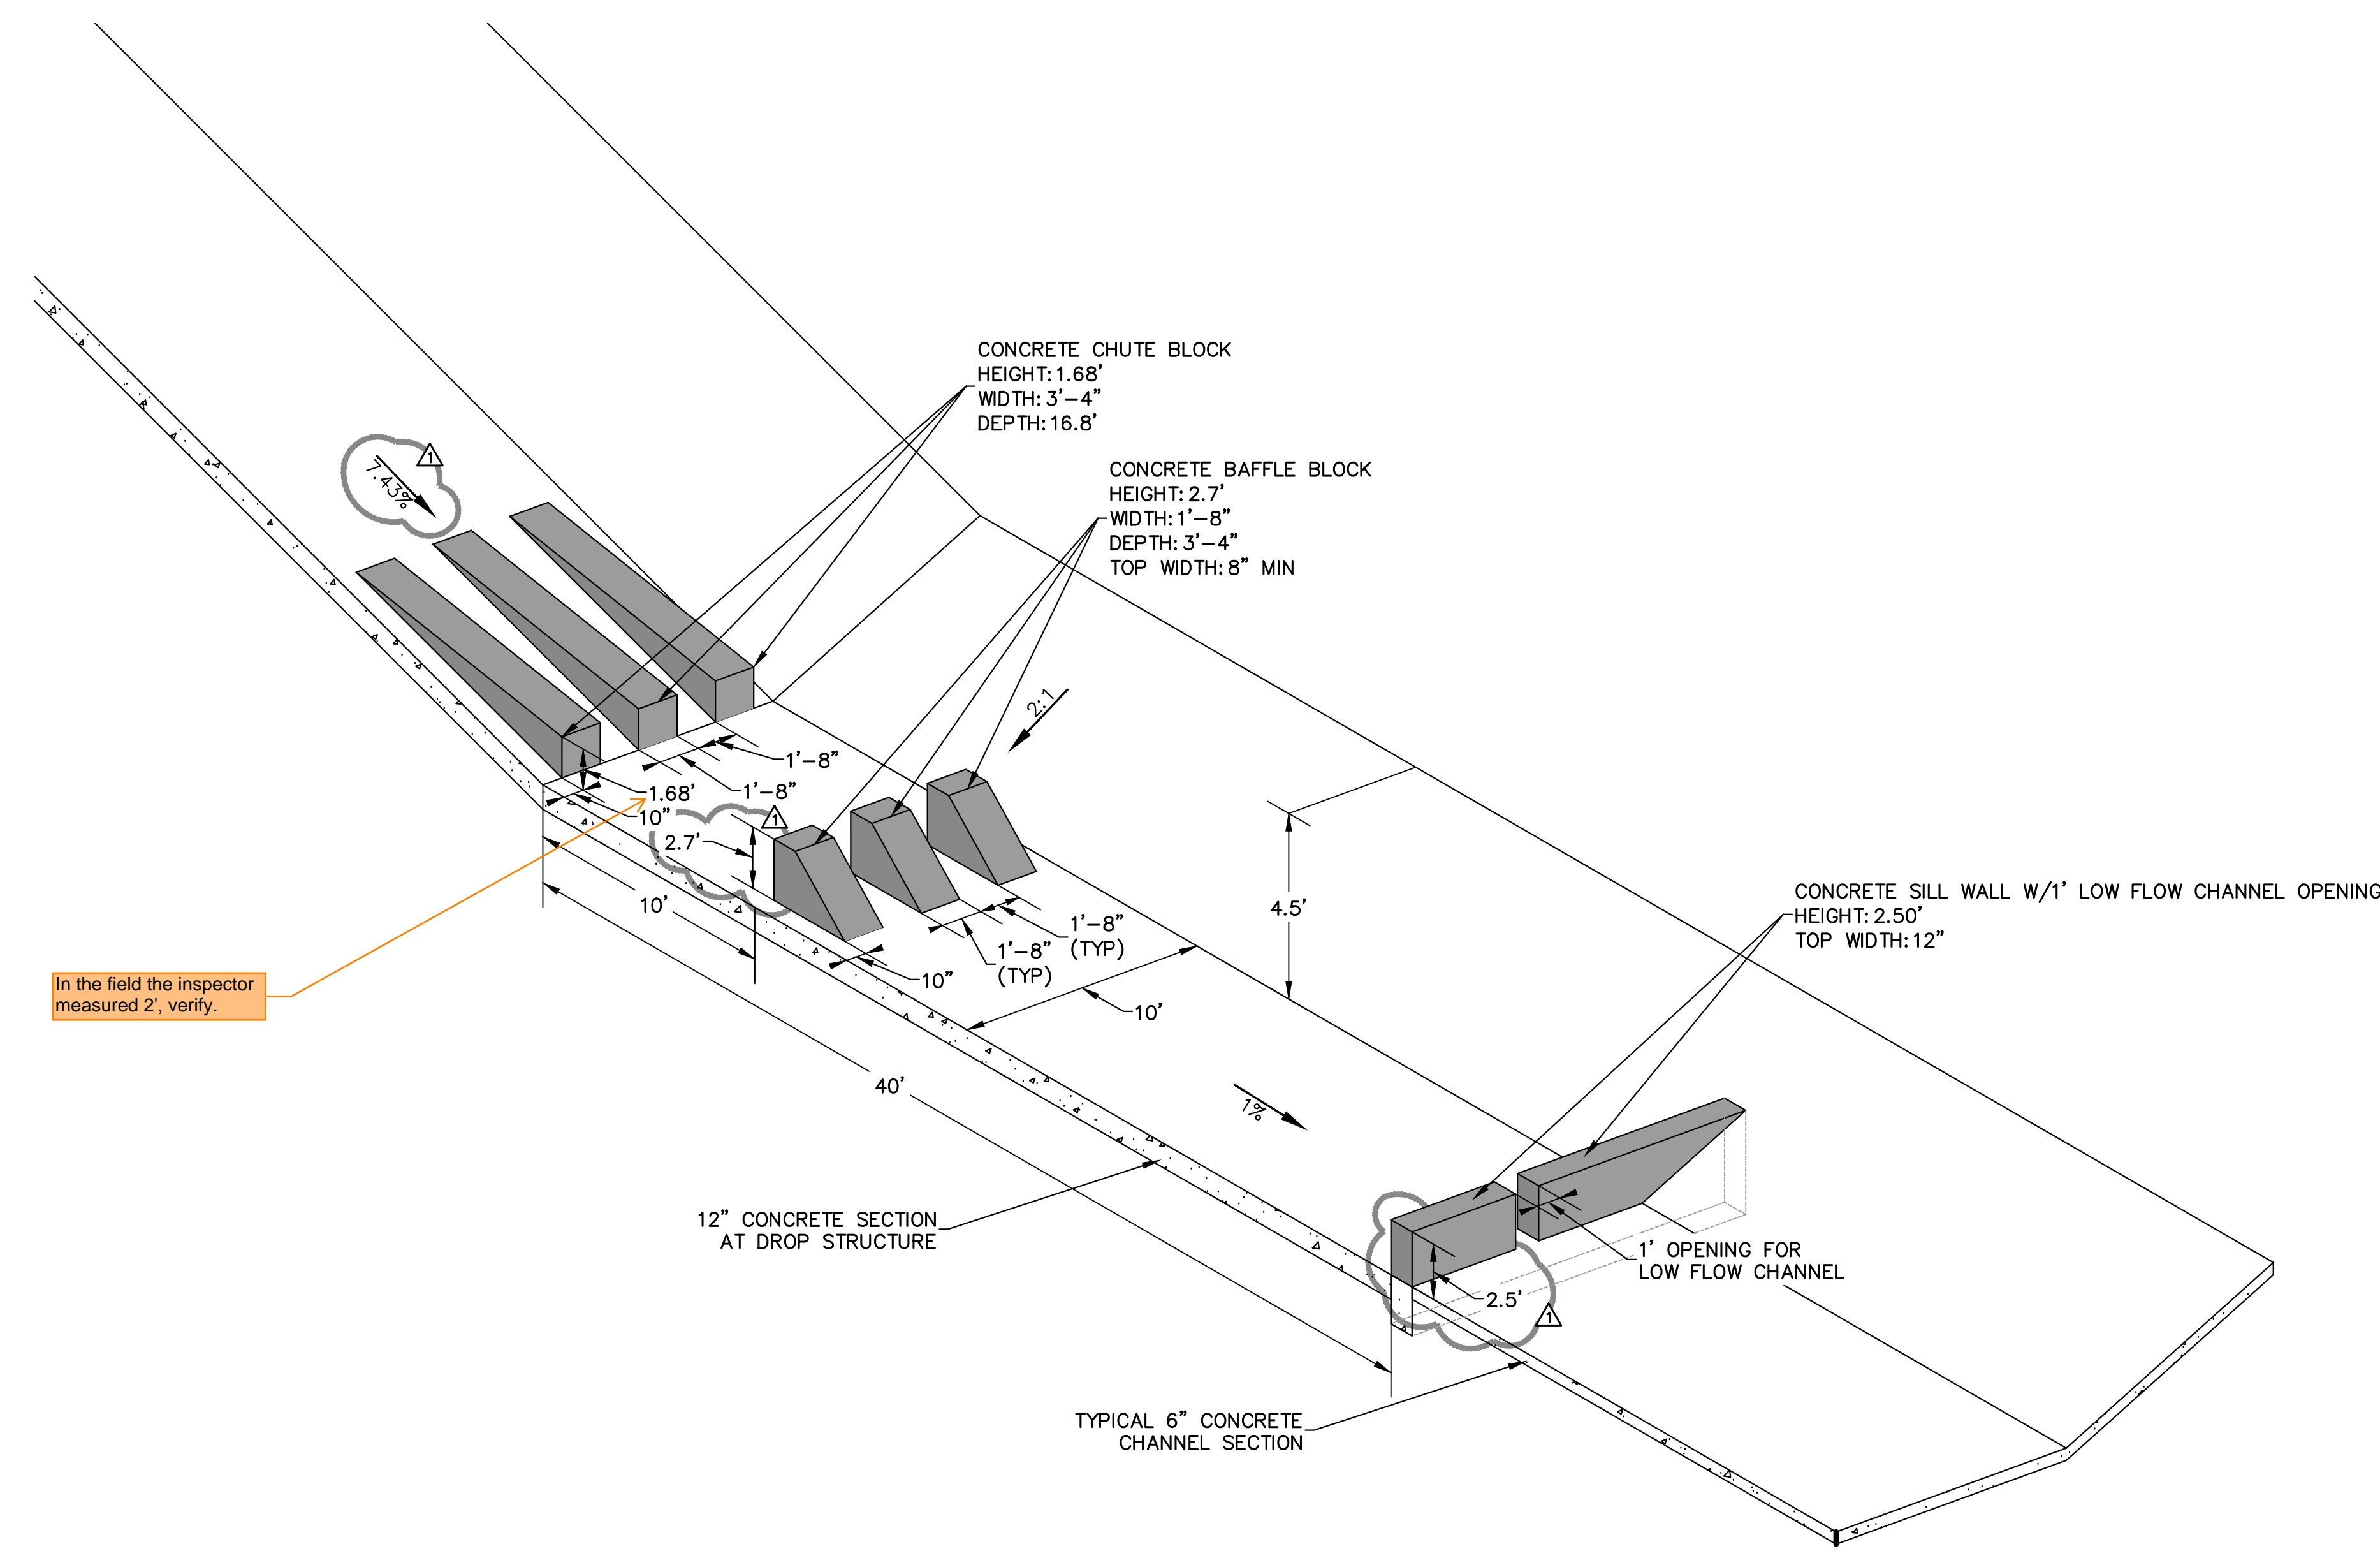 CONCRETE CHUTE BLOCK
HEIGHT: 1.68'
WIDTH: 3'-4"
DEPTH: 16.8'
1
7.43%
CONCRETE BAFFLE BLOCK
HEIGHT: 2.7'
WIDTH: 1'-8"
DEPTH: 3'-4"
TOP WIDTH: 8" MIN
2:1
1'-8"
1'-8"
1.68'
10"
1
2.7'
10'
4.5'
1'-8"
(TYP)
1'-8"
(TYP)
10"
10'
CONCRETE SILL WALL W/1' LOW FLOW CHANNEL OPENING
HEIGHT: 2.50'
TOP WIDTH: 12"
In the field the inspector
measured 2', verify.
40'
1%
12" CONCRETE SECTION
AT DROP STRUCTURE
1' OPENING FOR
LOW FLOW CHANNEL
2.5'
1
TYPICAL 6" CONCRETE
CHANNEL SECTION